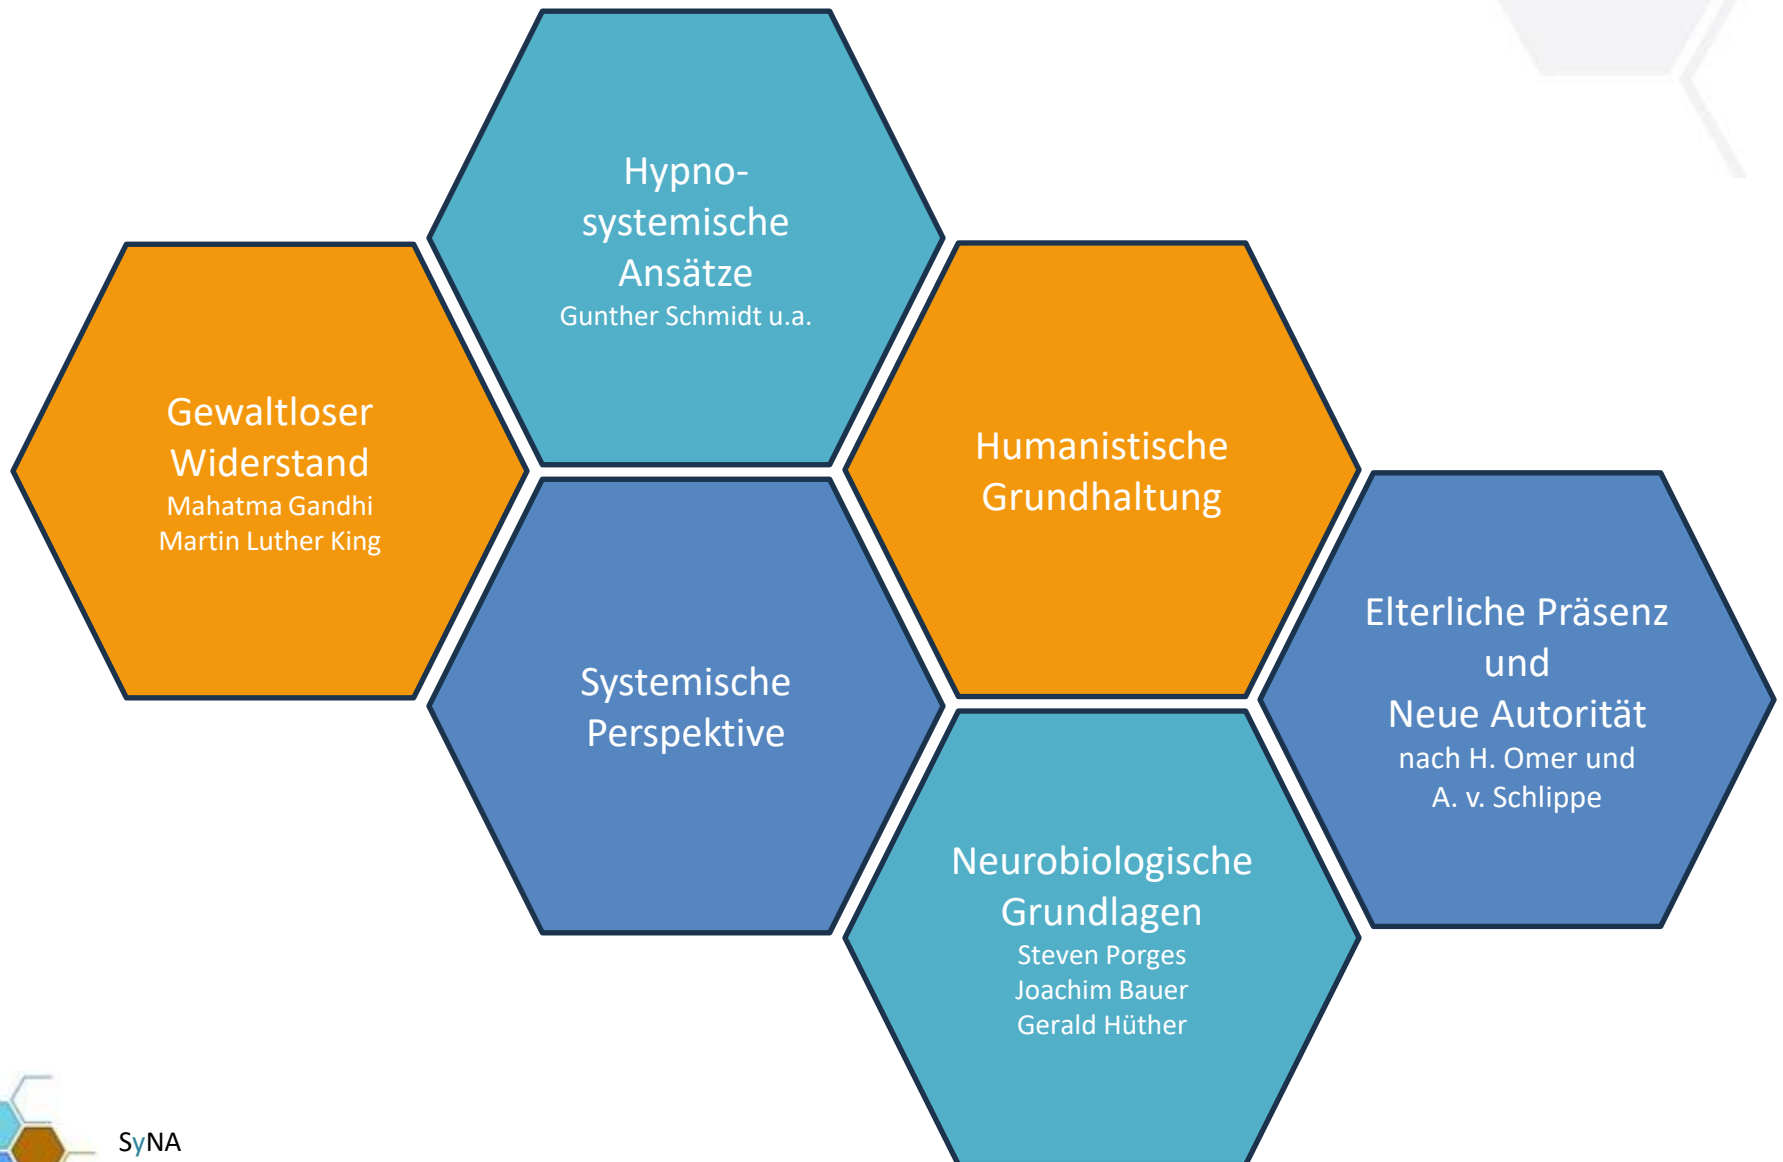 Hypno-
systemische
Ansätze
Gunther Schmidt u.a.
Gewaltloser
Widerstand
Mahatma Gandhi
Martin Luther King
Humanistische
Grundhaltung
Systemische
Perspektive
Elterliche Präsenz
und
Neue Autorität
nach H. Omer und
A. v. Schlippe
Neurobiologische
Grundlagen
Steven Porges
Joachim Bauer
Gerald Hüther
SyNA